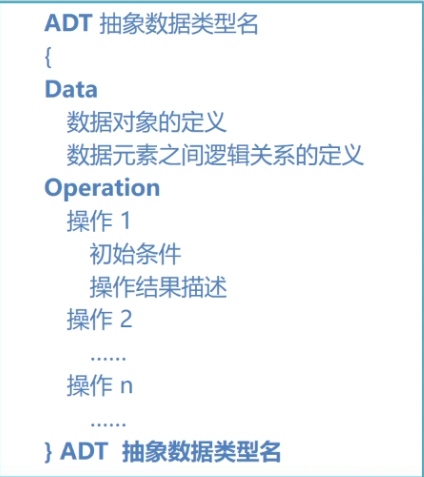 ADT 抽象数据类型名
{
Data
数据对象的定义
数据元素之间逻辑关系的定义
Operation
操作 1
初始条件
操作结果描述
操作 2
……
操作 n
……
} ADT 抽象数据类型名